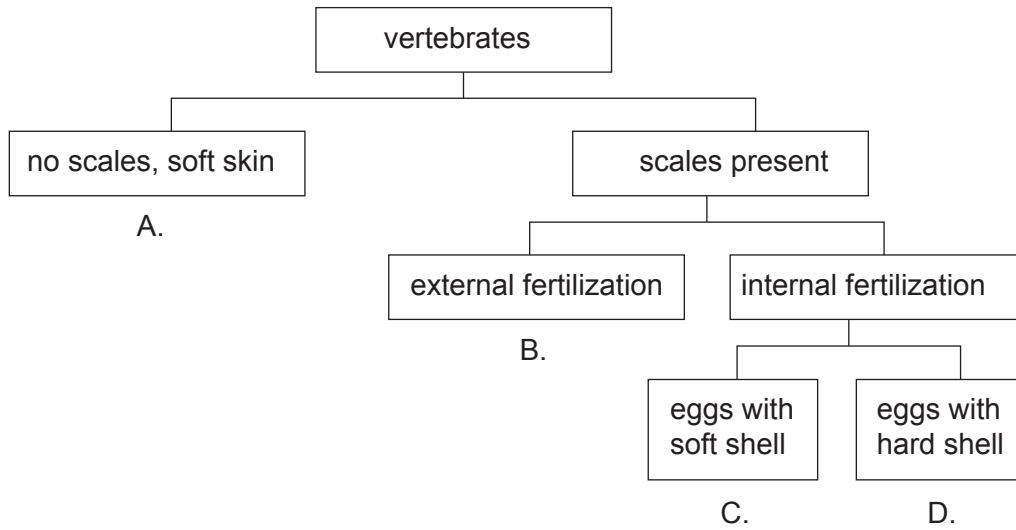 vertebrates
no scales, soft skin
scales present
A.
external fertilization
internal fertilization
B.
eggs with
soft shell
eggs with
hard shell
C.
D.